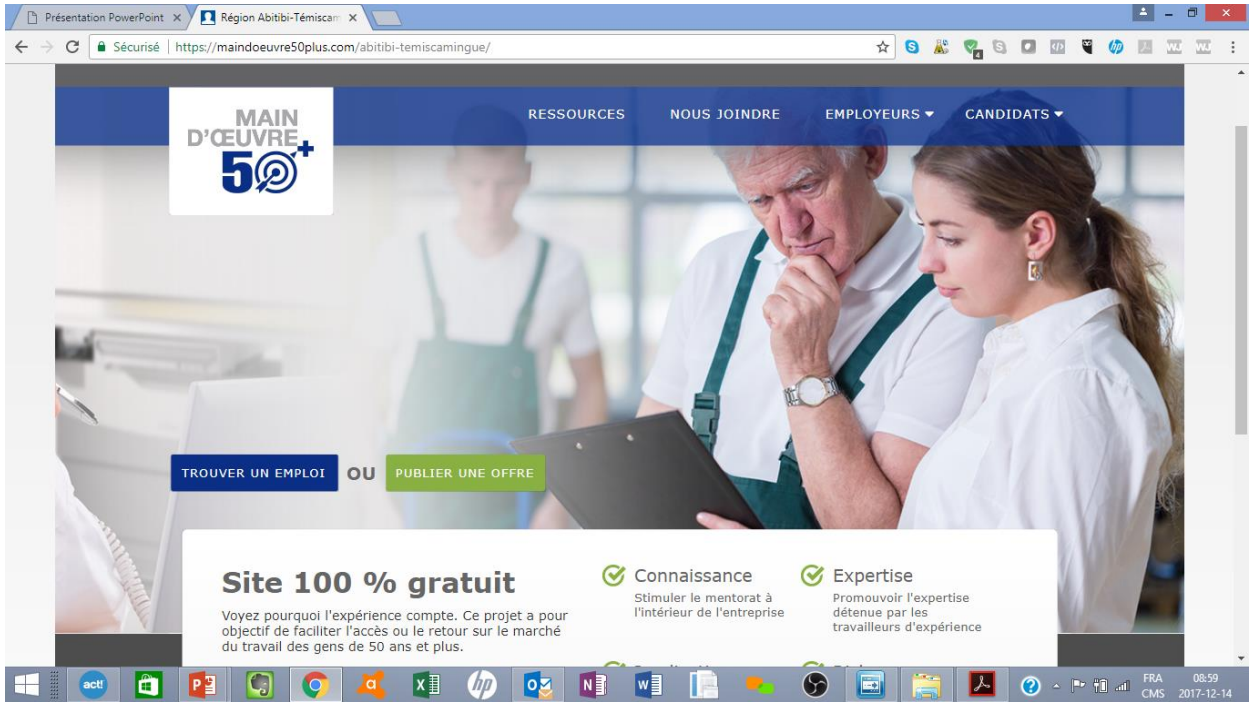 Présentation PowerPoint
Région Abitibi-Témiscam
Sécurisé
https://maindoeuvre50plus.com/abitibi-temiscamingue/
MAIN
D'ŒUVRE
50+
RESSOURCES
NOUS JOINDRE
EMPLOYEURS
CANDIDATS
TROUVER UN EMPLOI
OU
PUBLIER UNE OFFRE
Site 100 % gratuit
Voyez pourquoi l'expérience compte. Ce projet a pour
objectif de faciliter l'accès ou le retour sur le marché
du travail des gens de 50 ans et plus.
Connaissance
Stimuler le mentorat à
l'intérieur de l'entreprise
Expertise
Promouvoir l'expertise
détenue par les
travailleurs d'expérience
act!
hp
FRA
CMS
08:59
2017-12-14